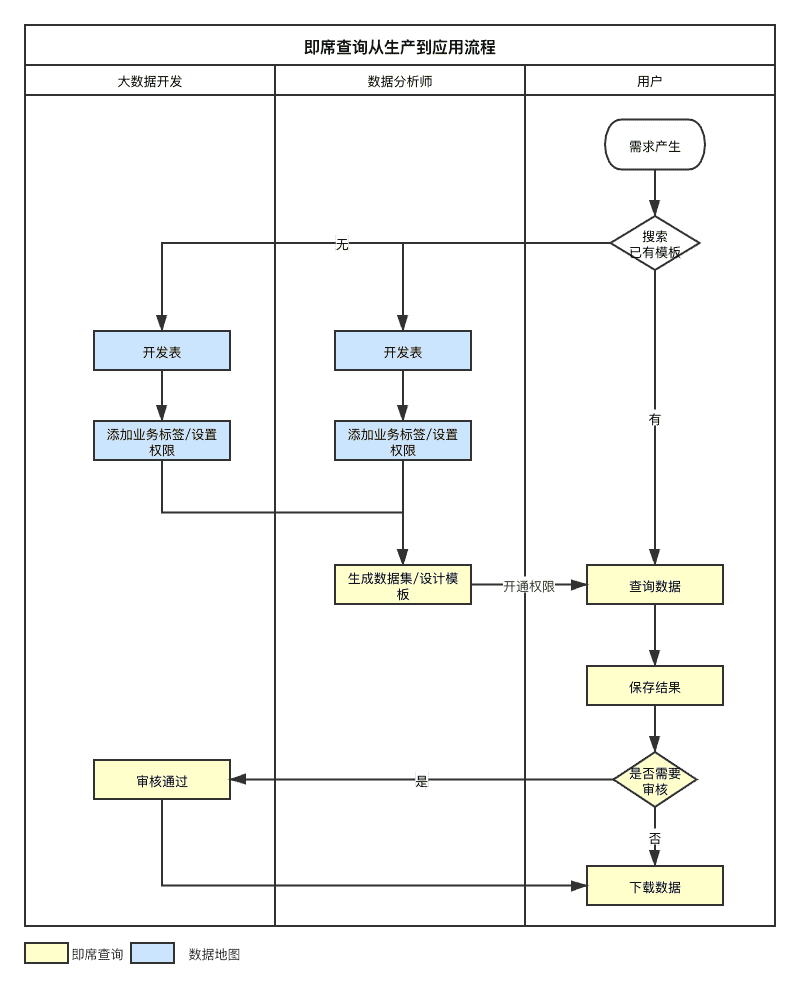 即席查询从生产到应用流程
大数据开发
数据分析师
用户
需求产生
搜索
已有模板
无
开发表
开发表
有
添加业务标签/设置
权限
添加业务标签/设置
权限
生成数据集/设计模
板
开通权限
查询数据
保存结果
是否需要
审核
是
审核通过
否
下载数据
即席查询
数据地图